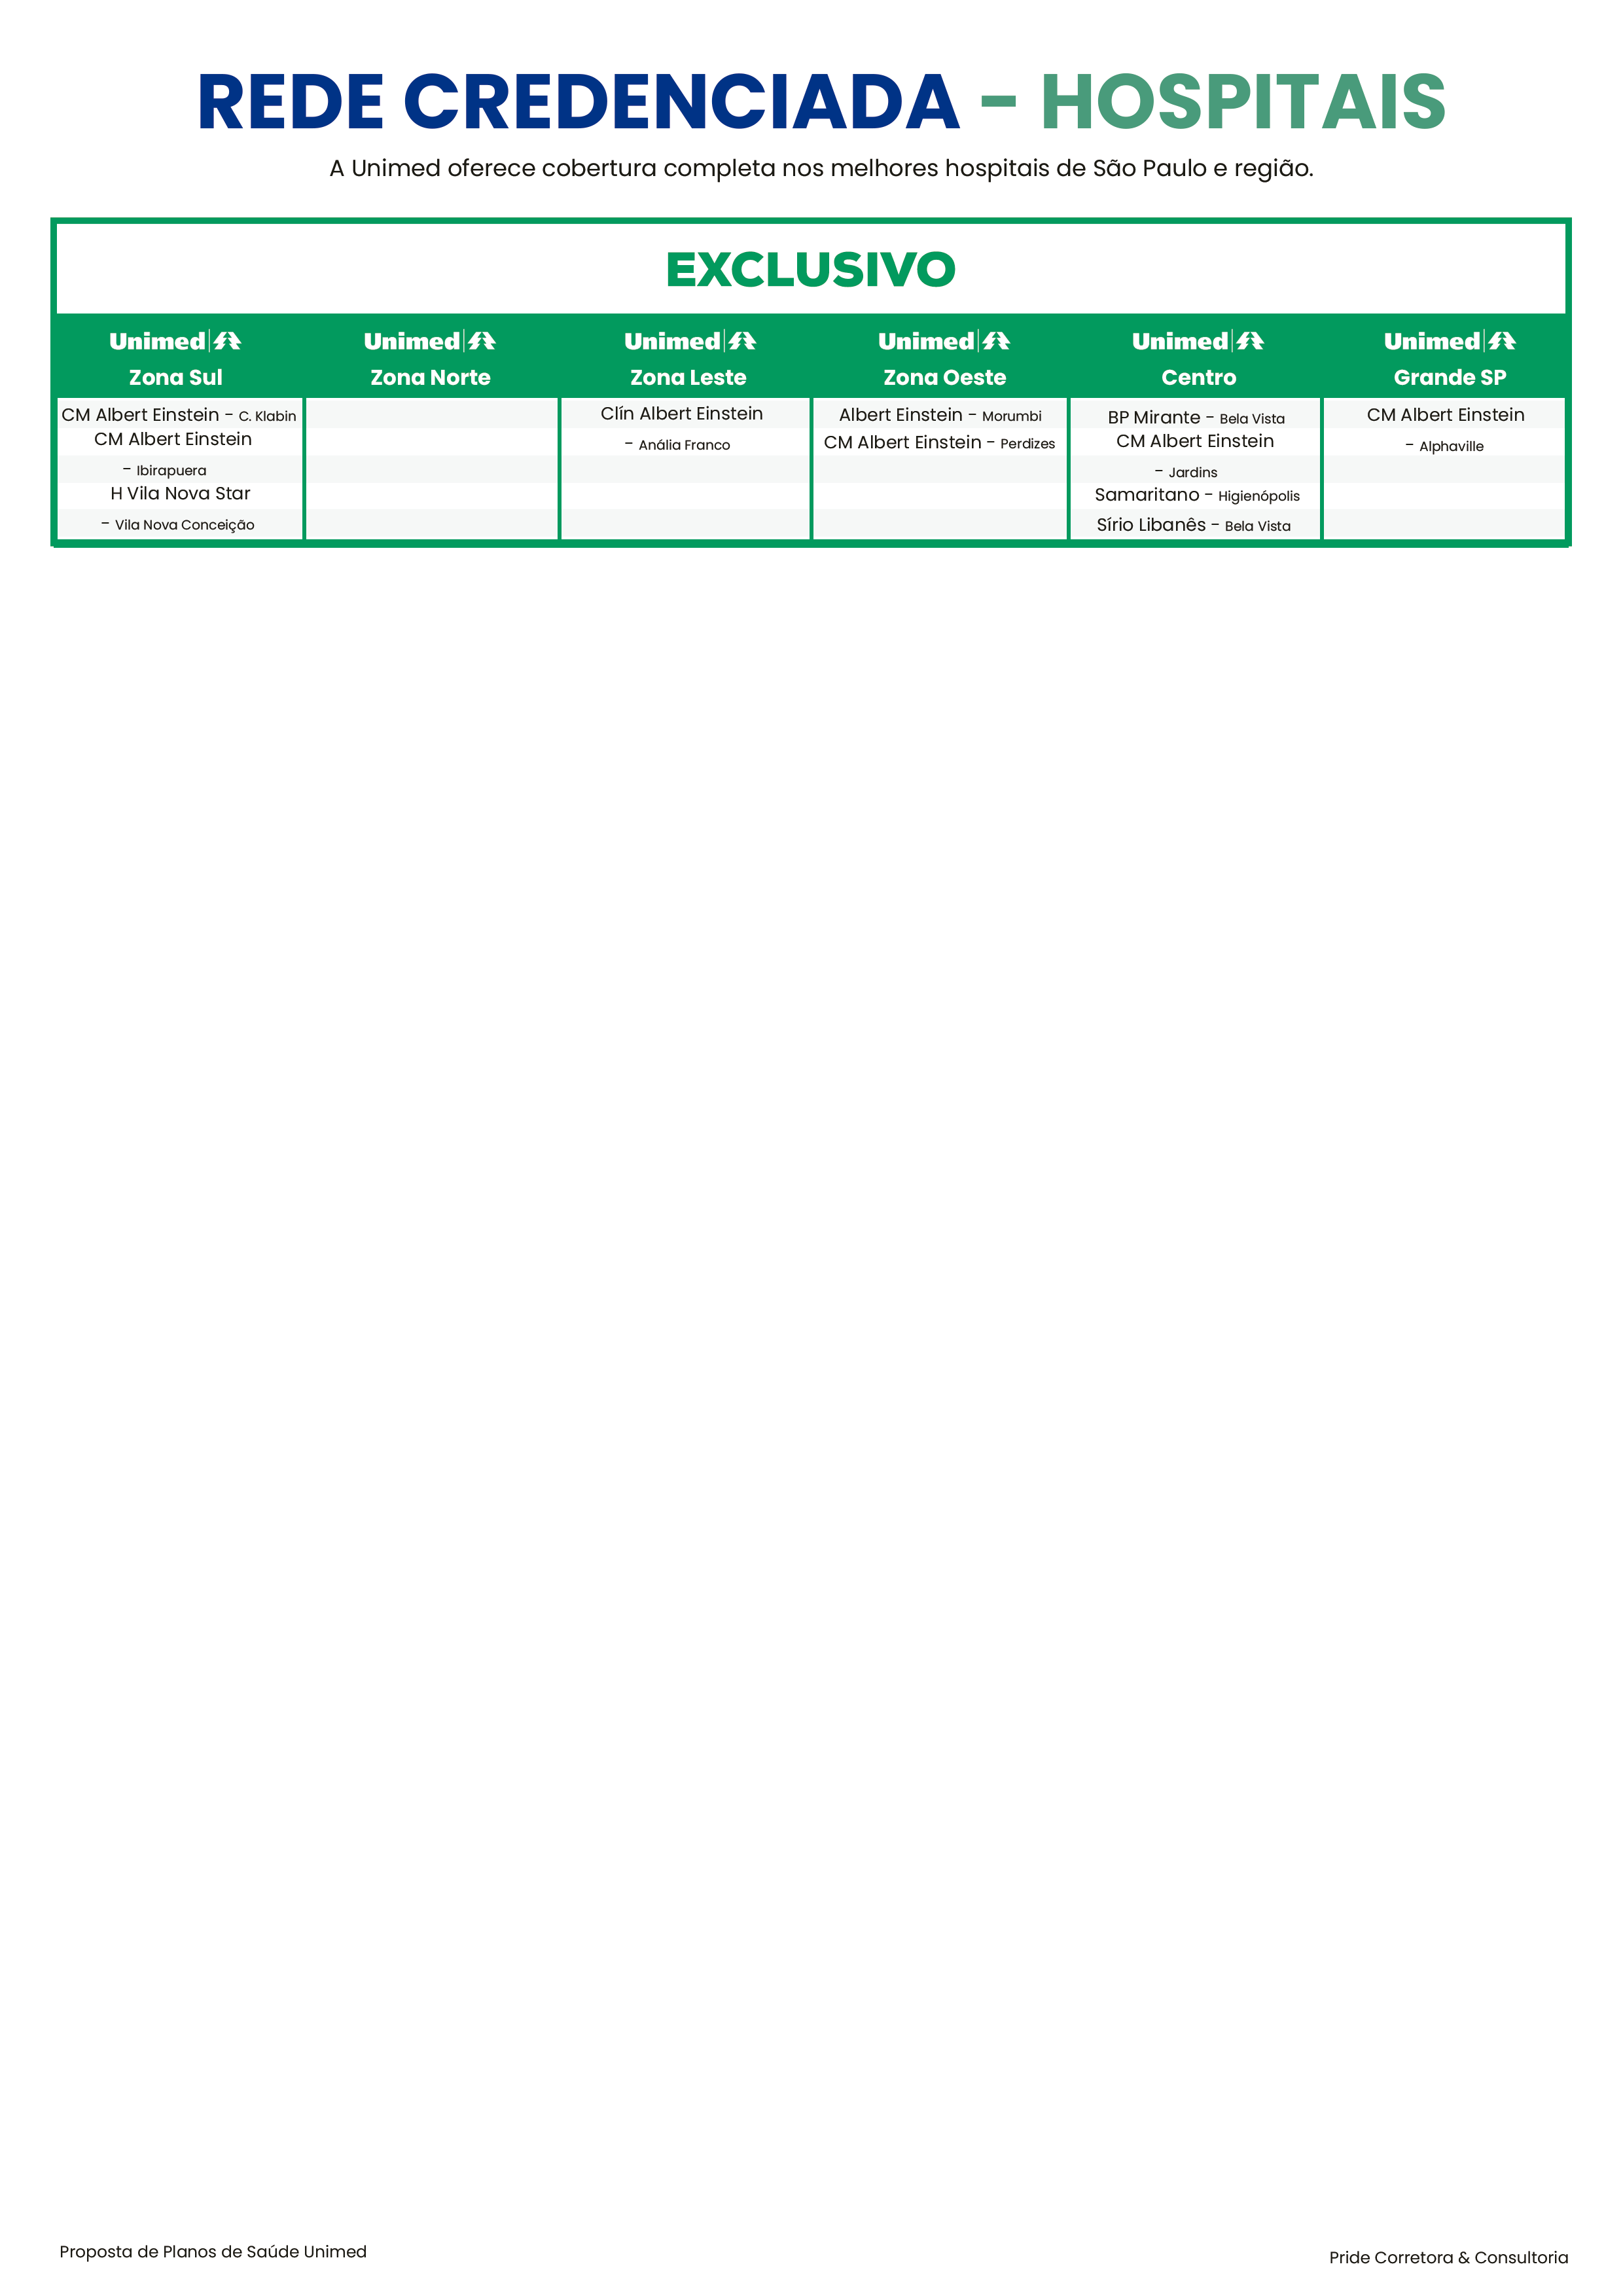 REDE CREDENCIADA - HOSPITAIS
A Unimed oferece cobertura completa nos melhores hospitais de São Paulo e região.
EXCLUSIVO
Unimed
Zona Sul
Unimed
Zona Norte
Unimed
Zona Leste
Unimed
Zona Oeste
Unimed
Centro
Unimed
Grande SP
CM Albert Einstein - C. Klabin
CM Albert Einstein
- Ibirapuera
H Vila Nova Star
- Vila Nova Conceição
Clín Albert Einstein
- Anália Franco
Albert Einstein - Morumbi
CM Albert Einstein - Perdizes
BP Mirante - Bela Vista
CM Albert Einstein
- Jardins
Samaritano - Higienópolis
Sírio Libanês - Bela Vista
CM Albert Einstein
- Alphaville
Proposta de Planos de Saúde Unimed
Pride Corretora & Consultoria